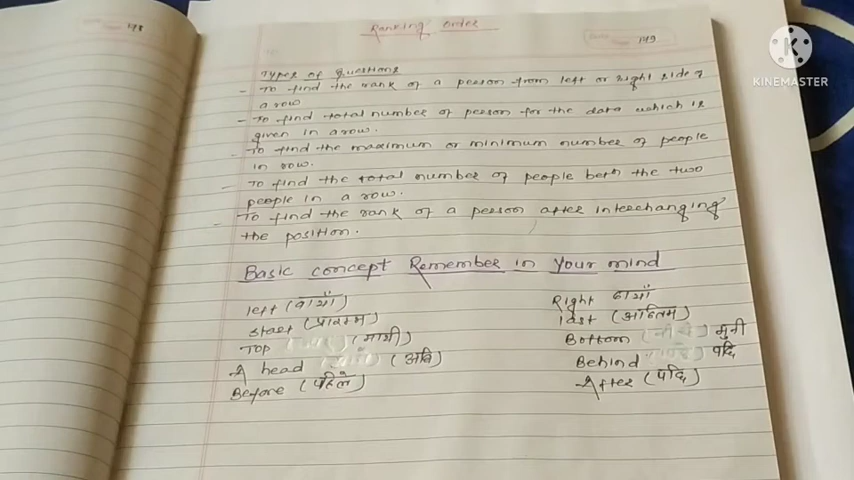 Ranking order
149
Types of Questions
- To find the rank of a person from left or right side of
a row
- To find total number of person for the data which is
given in a row.
- To find the maximum or minimum number of people
in row.
- To find the total number of people betn the two
people in a row.
- To find the rank of a person after interchanging
the position.
Basic concept Remember in Your mind
left (बायाँ) Right दायाँ
start (प्रारम्भ) last (अन्तिम)
Top (माथी) Bottom मुनी
A head (अघि) Behind पछि
Before (पहिले) After (पछि)
KINEMASTER